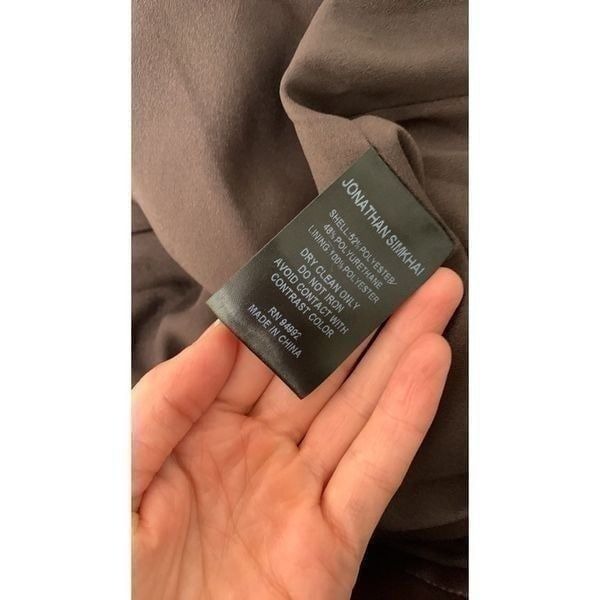 JONATHAN SIMKHAI
SHELL:52%POLYESTER/
48%POLYURETHANE
LINING:100%POLYESTER
DRY CLEAN ONLY
DO NOT IRON
AVOID CONTACT WITH
CONTRAST COLOR
RN 94992
MADE IN CHINA